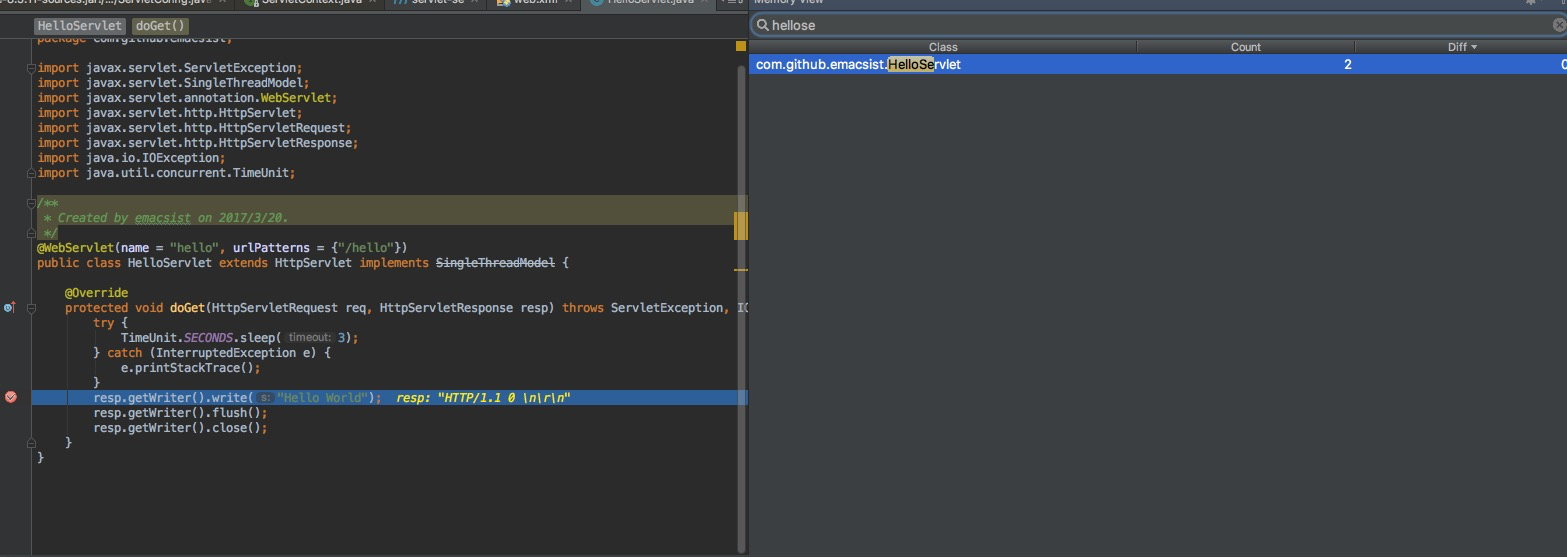 ServletContext.java
servlet-se
web.xml
HelloServlet.java
Memory View
HelloServlet doGet()
hellose
Class Count Diff
com.github.emacsist.HelloServlet 2 0
package com.github.emacsist;
import javax.servlet.ServletException;
import javax.servlet.SingleThreadModel;
import javax.servlet.annotation.WebServlet;
import javax.servlet.http.HttpServlet;
import javax.servlet.http.HttpServletRequest;
import javax.servlet.http.HttpServletResponse;
import java.io.IOException;
import java.util.concurrent.TimeUnit;
/**
* Created by emacsist on 2017/3/20.
*/
@WebServlet(name = "hello", urlPatterns = {"/hello"})
public class HelloServlet extends HttpServlet implements SingleThreadModel {
@Override
protected void doGet(HttpServletRequest req, HttpServletResponse resp) throws ServletException, IO
try {
TimeUnit.SECONDS.sleep( timeout: 3);
} catch (InterruptedException e) {
e.printStackTrace();
}
resp.getWriter().write( s: "Hello World"); resp: "HTTP/1.1 0 \n\r\n"
resp.getWriter().flush();
resp.getWriter().close();
}
}